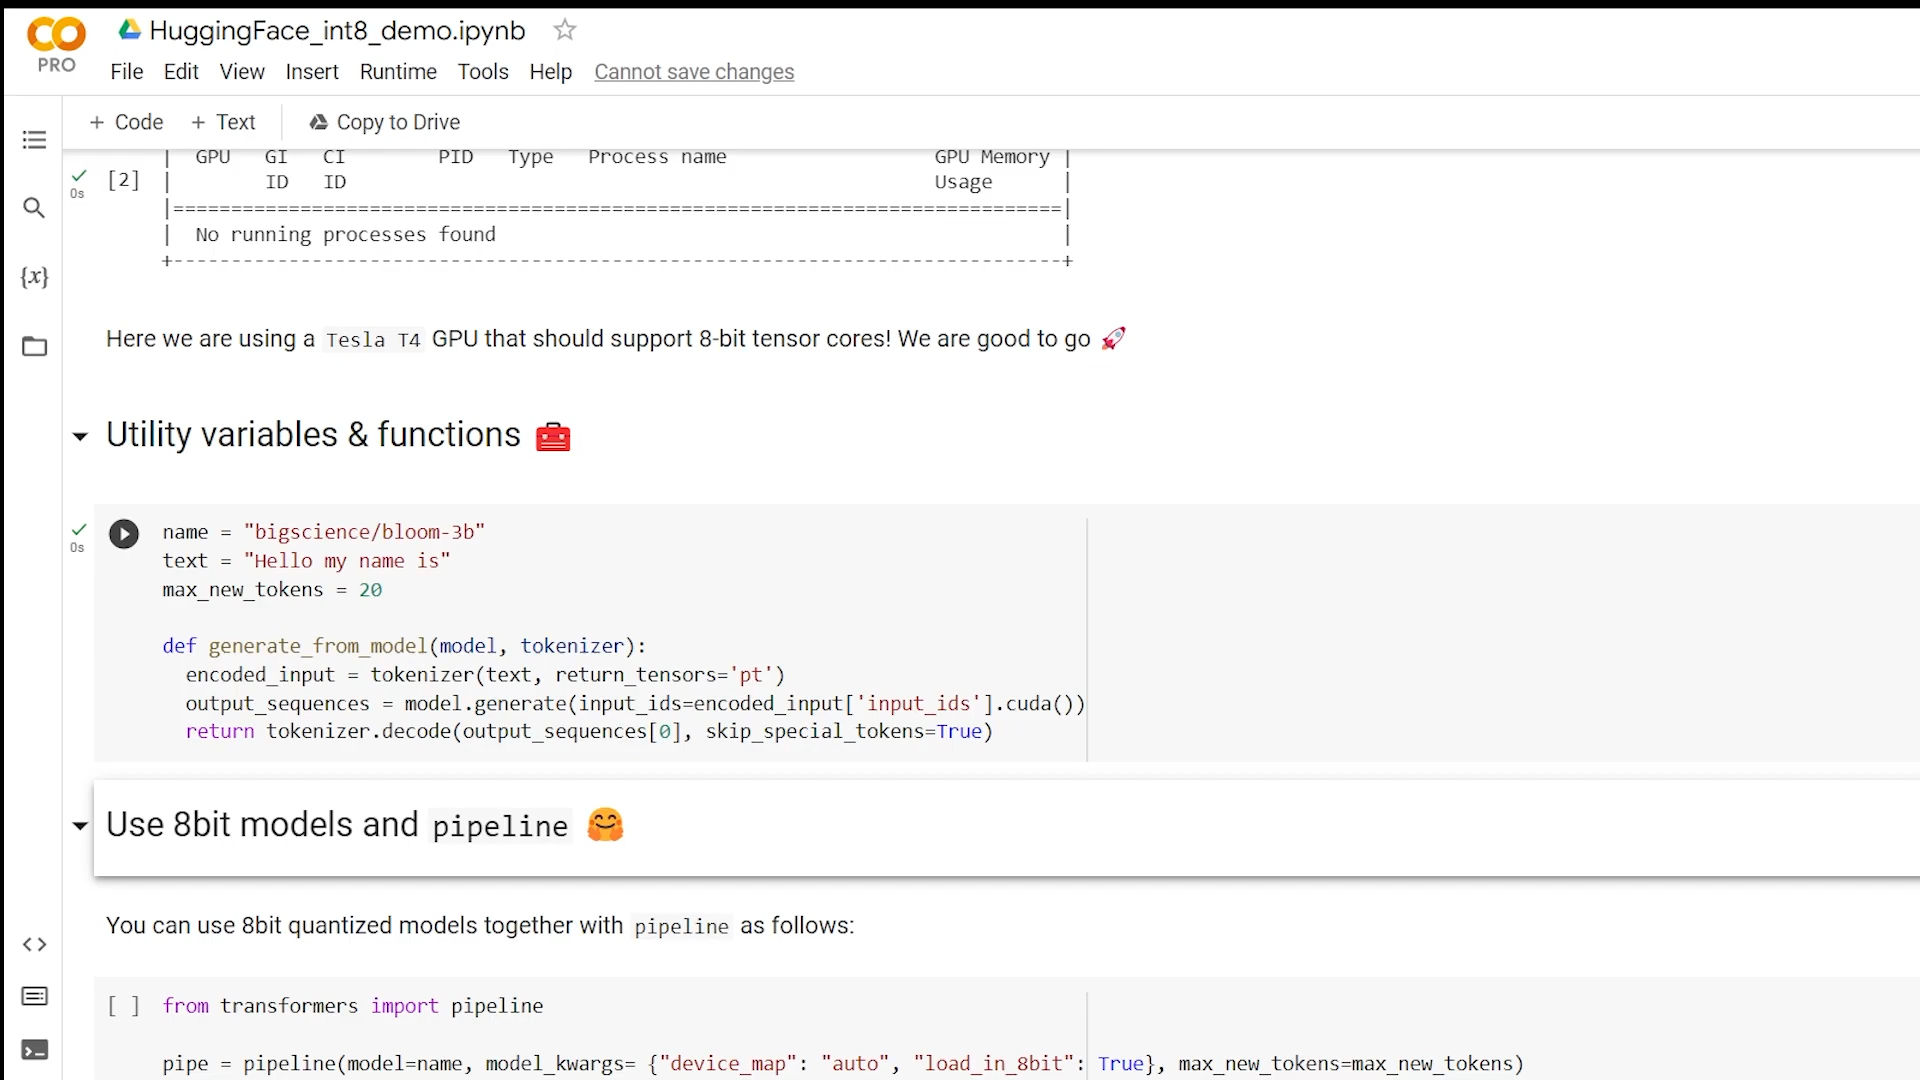 HuggingFace_int8_demo.ipynb
PRO
File Edit View Insert Runtime Tools Help Cannot save changes
+ Code + Text Copy to Drive
| GPU GI CI PID Type Process name GPU Memory |
0s [2] | ID ID Usage |
|=============================================================================|
| No running processes found |
+-----------------------------------------------------------------------------+
Here we are using a Tesla T4 GPU that should support 8-bit tensor cores! We are good to go 🚀
Utility variables & functions 🧰
0s
name = "bigscience/bloom-3b"
text = "Hello my name is"
max_new_tokens = 20
def generate_from_model(model, tokenizer):
encoded_input = tokenizer(text, return_tensors='pt')
output_sequences = model.generate(input_ids=encoded_input['input_ids'].cuda())
return tokenizer.decode(output_sequences[0], skip_special_tokens=True)
Use 8bit models and pipeline 🤗
You can use 8bit quantized models together with pipeline as follows:
[ ] from transformers import pipeline
pipe = pipeline(model=name, model_kwargs= {"device_map": "auto", "load_in_8bit": True}, max_new_tokens=max_new_tokens)